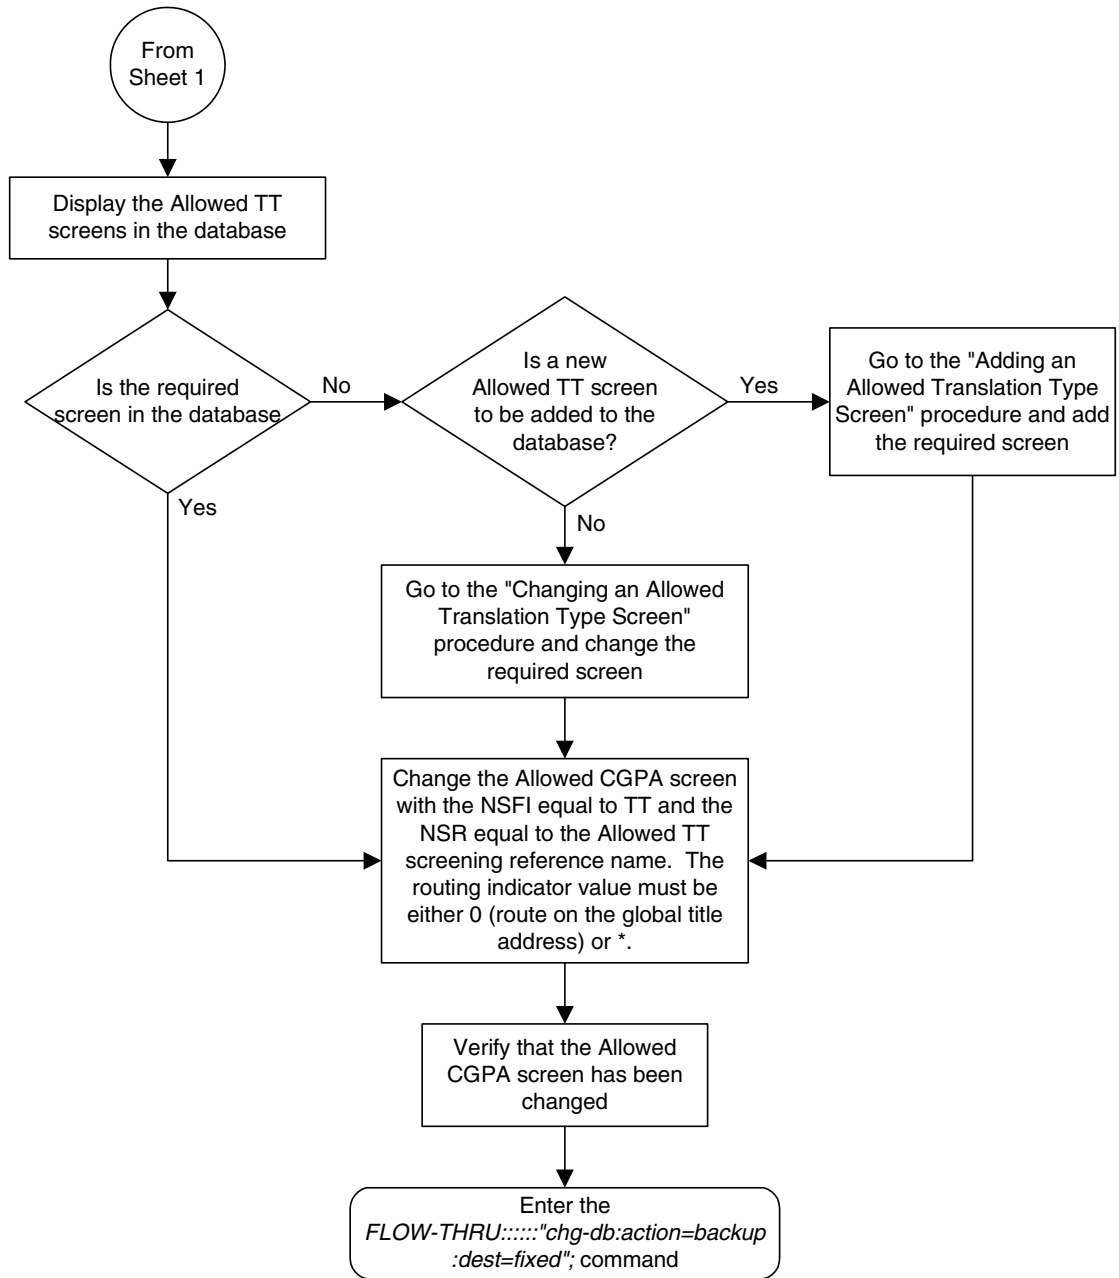 From
Sheet 1
Display the Allowed TT
screens in the database
Is the required
screen in the database
No
Yes
Is a new
Allowed TT screen
to be added to the
database?
Yes
No
Go to the "Adding an
Allowed Translation Type
Screen" procedure and add
the required screen
Go to the "Changing an Allowed
Translation Type Screen"
procedure and change the
required screen
Change the Allowed CGPA screen
with the NSFI equal to TT and the
NSR equal to the Allowed TT
screening reference name.  The
routing indicator value must be
either 0 (route on the global title
address) or *.
Verify that the Allowed
CGPA screen has been
changed
Enter the
FLOW-THRU::::::"chg-db:action=backup
:dest=fixed"; command